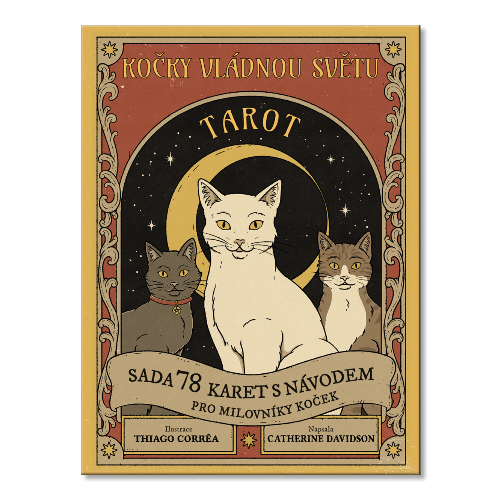 KOČKY VLÁDNOU SVĚTU
TAROT
SADA 78 KARET S NÁVODEM
PRO MILOVNÍKY KOČEK
Ilustrace
THIAGO CORRÊA
Napsala
CATHERINE DAVIDSON